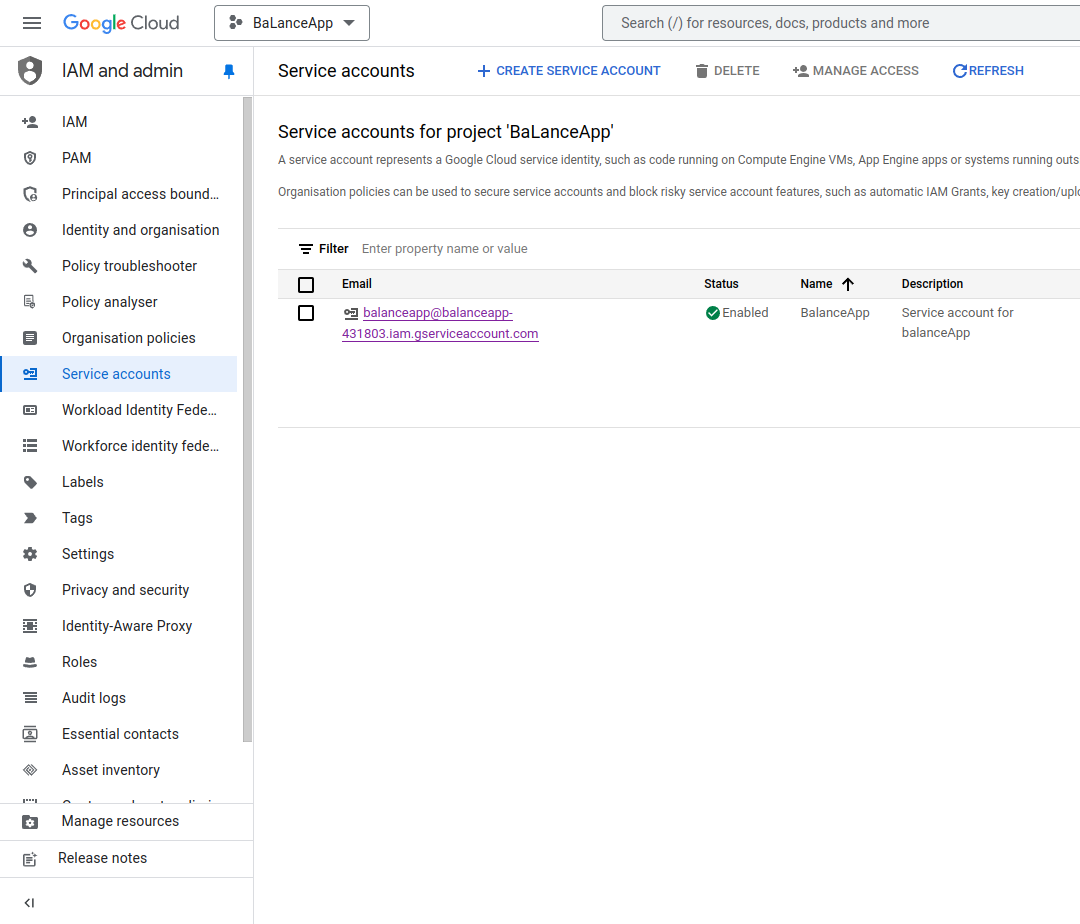 Google Cloud
BaLanceApp
Search (/) for resources, docs, products and more
IAM and admin
Service accounts
CREATE SERVICE ACCOUNT
DELETE
MANAGE ACCESS
REFRESH
IAM
PAM
Principal access bound...
Identity and organisation
Policy troubleshooter
Policy analyser
Organisation policies
Service accounts
Workload Identity Fede...
Workforce identity fede...
Labels
Tags
Settings
Privacy and security
Identity-Aware Proxy
Roles
Audit logs
Essential contacts
Asset inventory
Manage resources
Release notes
Service accounts for project 'BaLanceApp'
A service account represents a Google Cloud service identity, such as code running on Compute Engine VMs, App Engine apps or systems running outs
Organisation policies can be used to secure service accounts and block risky service account features, such as automatic IAM Grants, key creation/uplo
Filter Enter property name or value
Email Status Name Description
balanceapp@balanceapp-
431803.iam.gserviceaccount.com
Enabled
BaLanceApp
Service account for
balanceApp